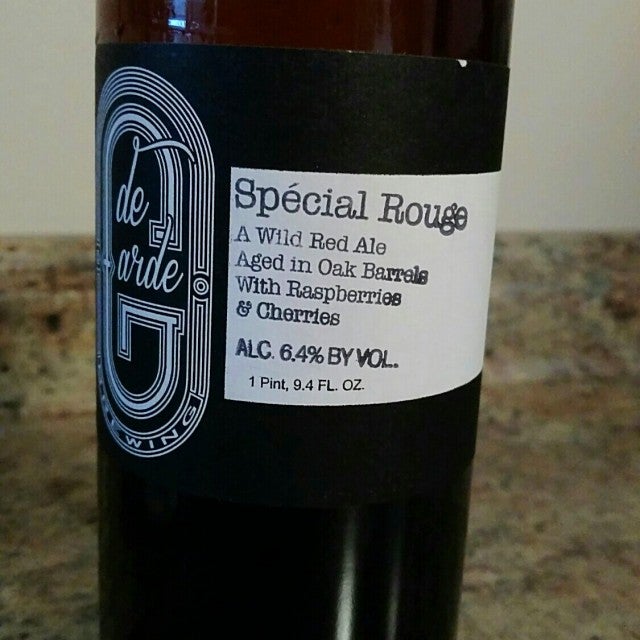 de
Garde
BREWING
Spécial Rouge
A Wild Red Ale
Aged in Oak Barrels
With Raspberries
& Cherries
ALC. 6.4% BY VOL.
1 Pint, 9.4 FL. OZ.